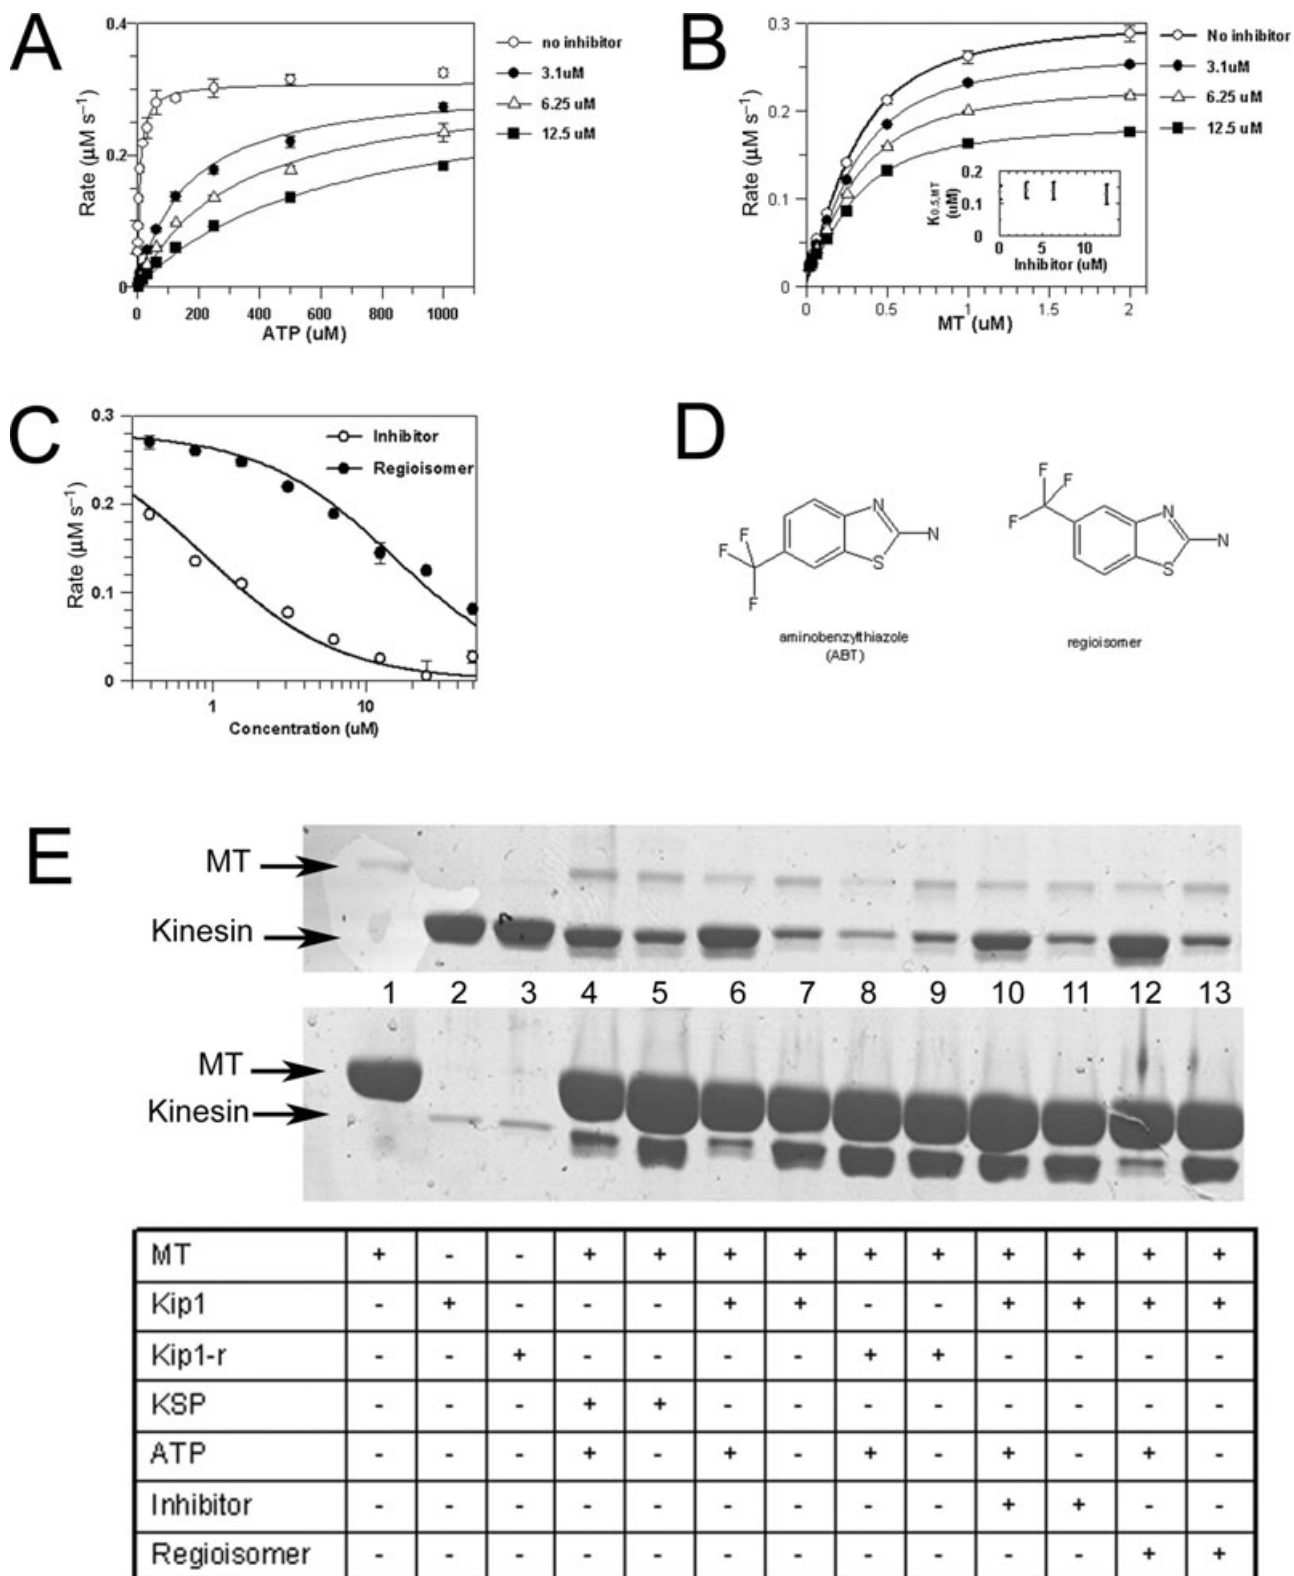 A
0.4
0.2
0
Rate (µM s⁻¹)
0 200 400 600 800 1000
ATP (uM)
no inhibitor
3.1uM
6.25 uM
12.5 uM
B
0.3
0.2
0.1
0
Rate (µM s⁻¹)
0 0.5 1 1.5 2
MT (uM)
No inhibitor
3.1uM
6.25 uM
12.5 uM
0.2
0.1
0
K0.5,MT
(uM)
0 5 10
Inhibitor (uM)
C
0.3
0.2
0.1
0
Rate (µM s⁻¹)
1 10
Concentration (uM)
Inhibitor
Regioisomer
D
F F F N S N
aminobenzylthiazole
(ABT)
F F F N S N
regioisomer
E
MT
Kinesin
1 2 3 4 5 6 7 8 9 10 11 12 13
MT
Kinesin
MT + - - + + + + + + + + + +
Kip1 - + - - - + + - - + + + +
Kip1-r - - + - - - - + + - - - -
KSP - - - + + - - - - - - - -
ATP - - - + - + - + - + - + -
Inhibitor - - - - - - - - - + + - -
Regioisomer - - - - - - - - - - - + +